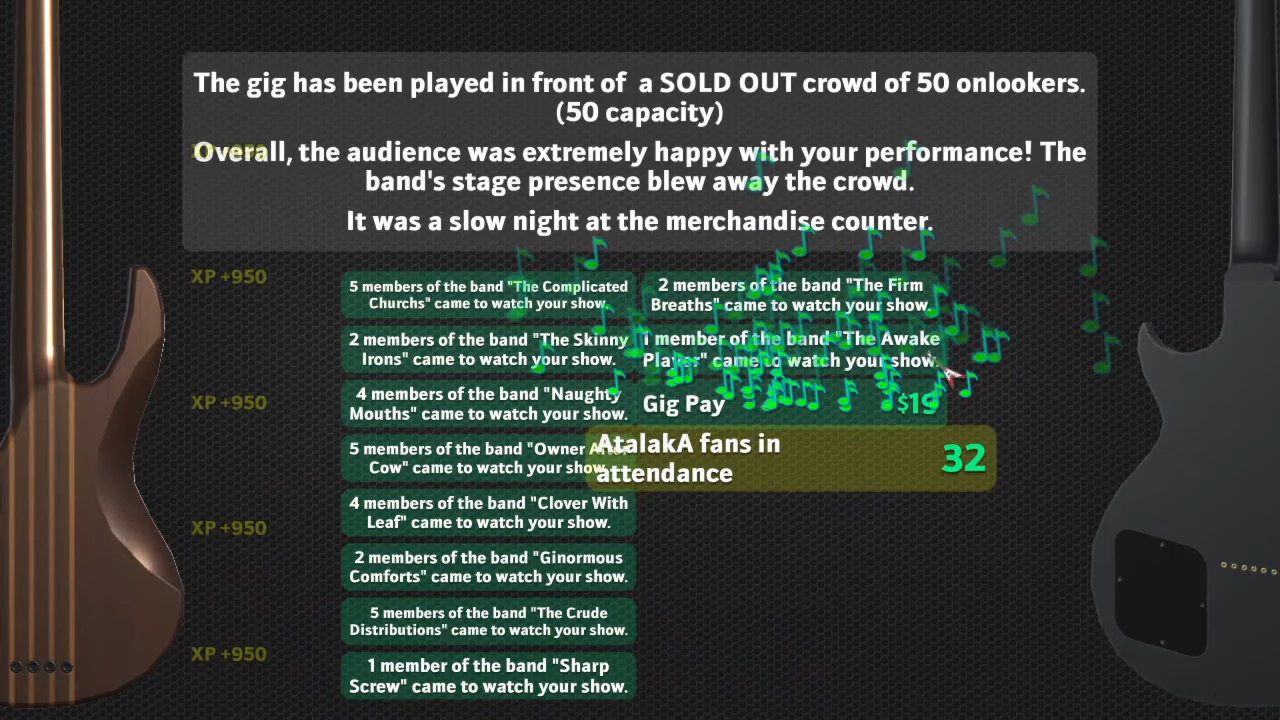 The gig has been played in front of  a SOLD OUT crowd of 50 onlookers.
(50 capacity)
Overall, the audience was extremely happy with your performance! The
band's stage presence blew away the crowd.
It was a slow night at the merchandise counter.
XP +950
XP +950
XP +950
XP +950
5 members of the band "The Complicated
Churchs" came to watch your show.
2 members of the band "The Skinny
Irons" came to watch your show.
4 members of the band "Naughty
Mouths" came to watch your show.
5 members of the band "Owner
Cow" came to watch your show.
4 members of the band "Clover With
Leaf" came to watch your show.
2 members of the band "Ginormous
Comforts" came to watch your show.
5 members of the band "The Crude
Distributions" came to watch your show.
1 member of the band "Sharp
Screw" came to watch your show.
2 members of the band "The Firm
Breaths" came to watch your show.
1 member of the band "The Awake
Player" came to watch your show.
Gig Pay
AtalakA fans in
attendance
32